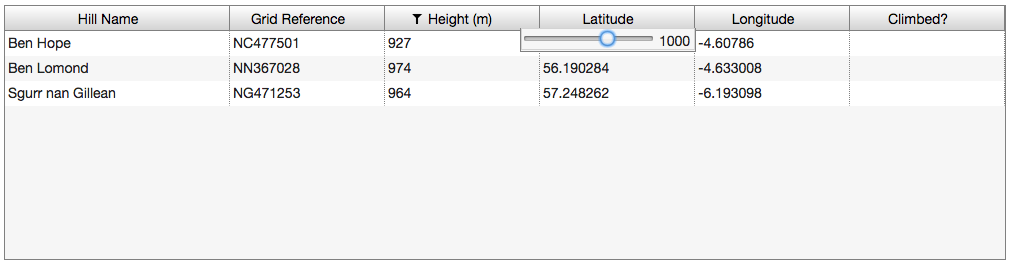 Hill Name Grid Reference Height (m) Latitude Longitude Climbed?
Ben Hope NC477501 927 1000 -4.60786
Ben Lomond NN367028 974 56.190284 -4.633008
Sgurr nan Gillean NG471253 964 57.248262 -6.193098